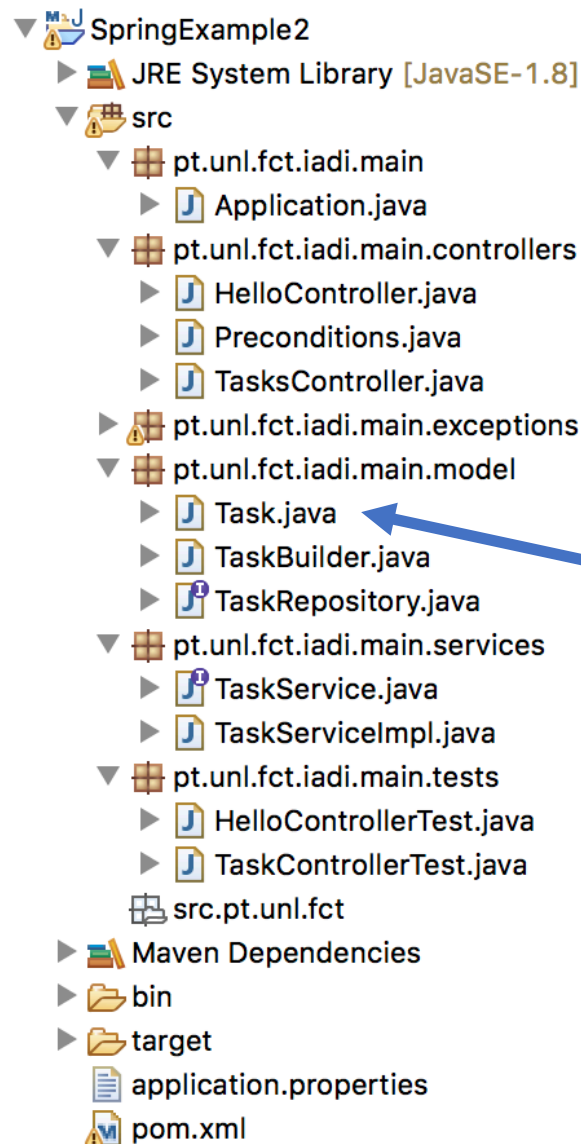 SpringExample2
JRE System Library [JavaSE-1.8]
src
pt.unl.fct.iadi.main
Application.java
pt.unl.fct.iadi.main.controllers
HelloController.java
Preconditions.java
TasksController.java
pt.unl.fct.iadi.main.exceptions
pt.unl.fct.iadi.main.model
Task.java
TaskBuilder.java
TaskRepository.java
pt.unl.fct.iadi.main.services
TaskService.java
TaskServiceImpl.java
pt.unl.fct.iadi.main.tests
HelloControllerTest.java
TaskControllerTest.java
src.pt.unl.fct
Maven Dependencies
bin
target
application.properties
pom.xml